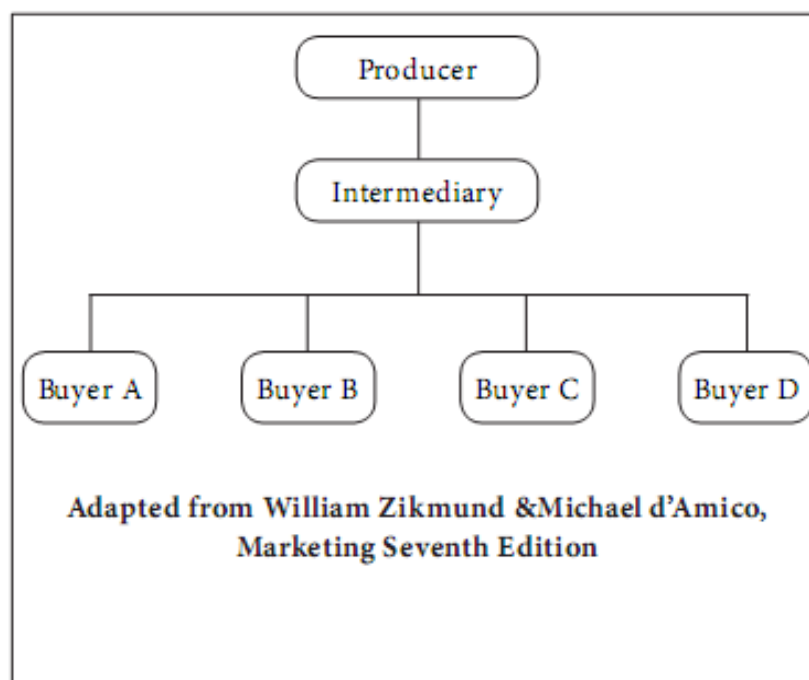 Producer
Intermediary
Buyer A
Buyer B
Buyer C
Buyer D
Adapted from William Zikmund &Michael d’Amico,
Marketing Seventh Edition